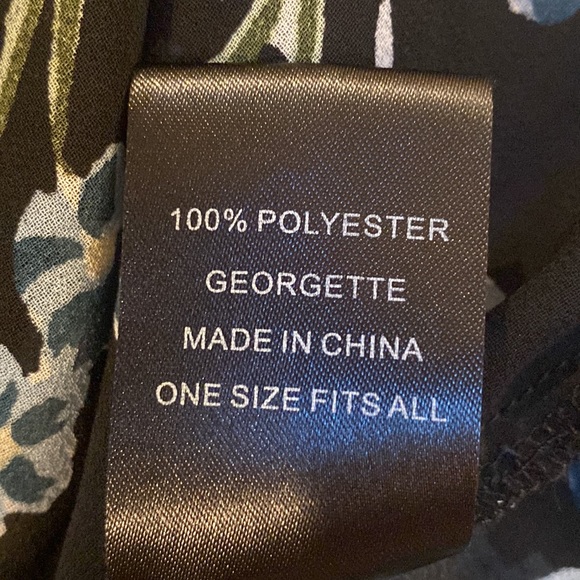 100% POLYESTER
GEORGETTE
MADE IN CHINA
ONE SIZE FITS ALL